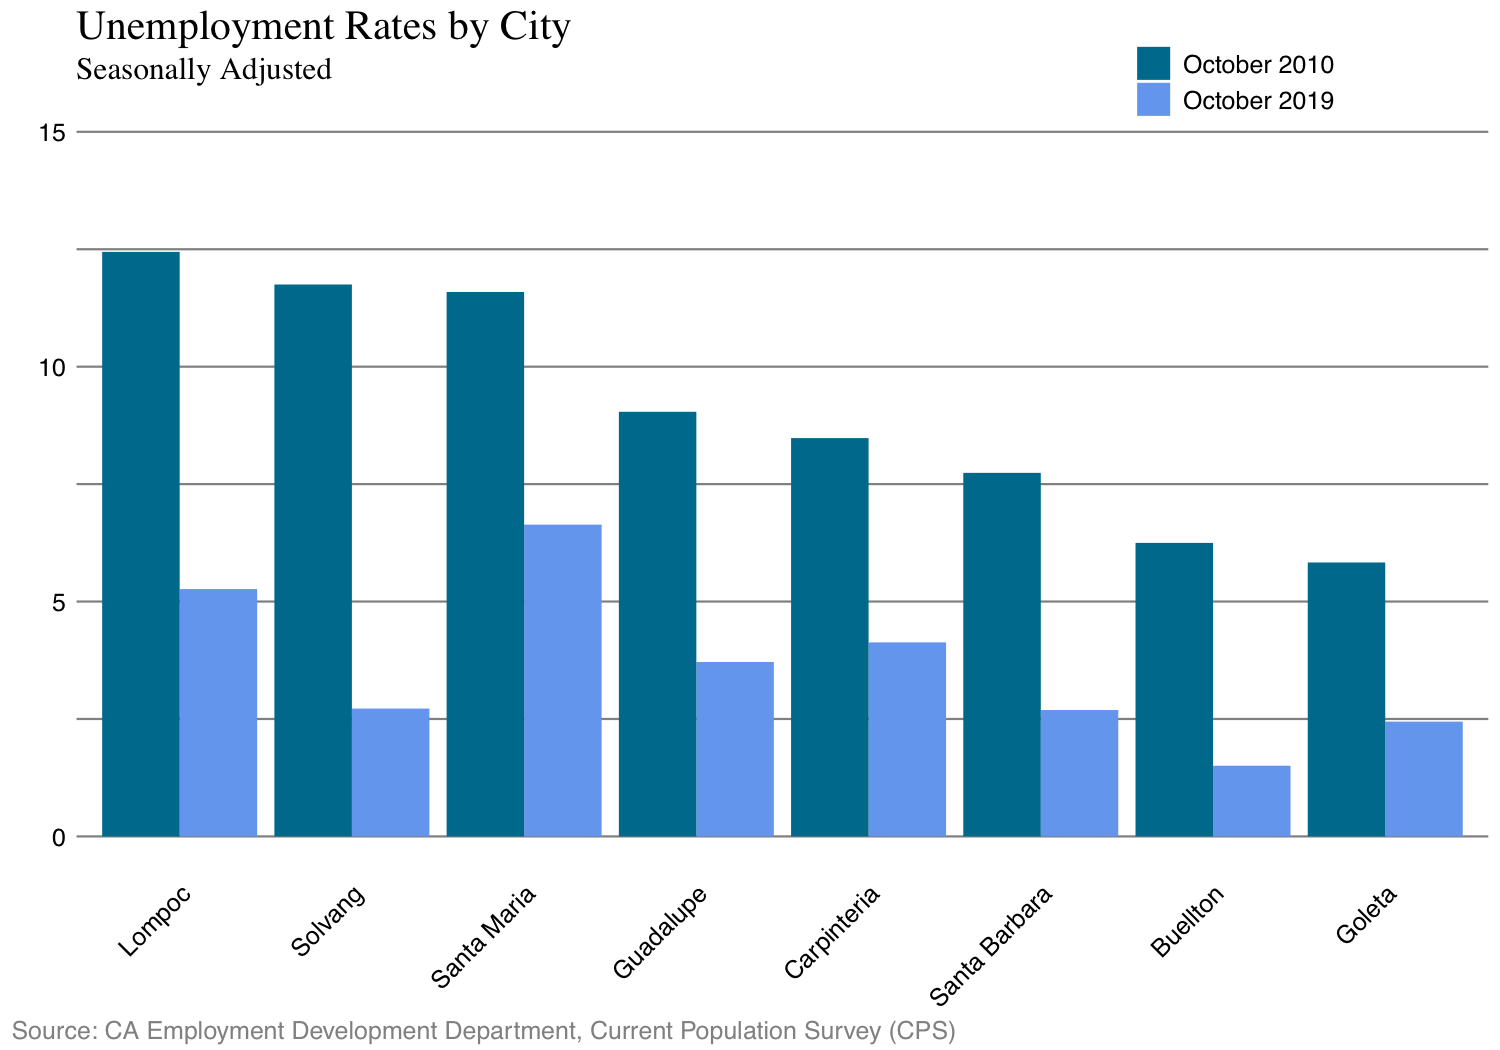 Unemployment Rates by City
Seasonally Adjusted
October 2010
October 2019
15
10
5
0
Lompoc
Solvang
Santa Maria
Guadalupe
Carpinteria
Santa Barbara
Buellton
Goleta
Source: CA Employment Development Department, Current Population Survey (CPS)